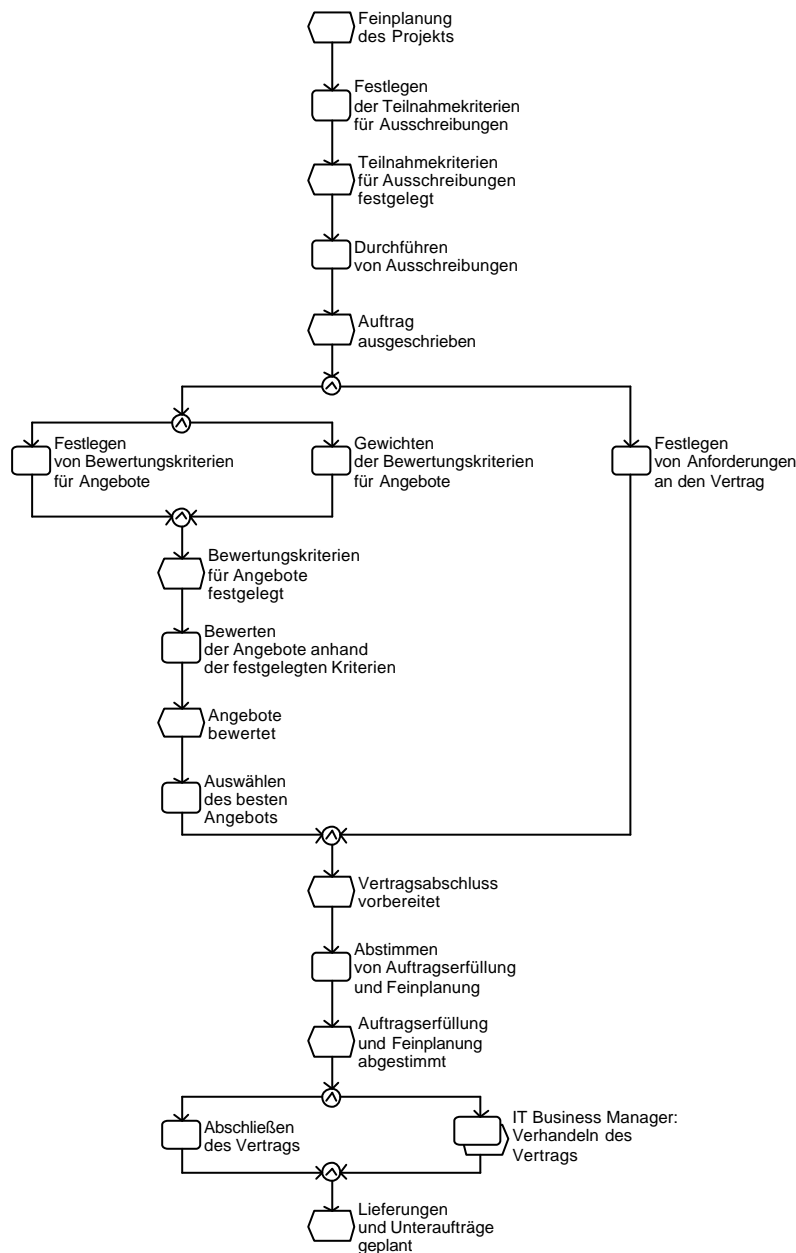 Feinplanung
des Projekts
Festlegen
der Teilnahmekriterien
für Ausschreibungen
Teilnahmekriterien
für Ausschreibungen
festgelegt
Durchführen
von Ausschreibungen
Auftrag
ausgeschrieben
Festlegen
von Bewertungskriterien
für Angebote
Gewichten
der Bewertungskriterien
für Angebote
Festlegen
von Anforderungen
an den Vertrag
Bewertungskriterien
für Angebote
festgelegt
Bewerten
der Angebote anhand
der festgelegten Kriterien
Angebote
bewertet
Auswählen
des besten
Angebots
Vertragsabschluss
vorbereitet
Abstimmen
von Auftragserfüllung
und Feinplanung
Auftragserfüllung
und Feinplanung
abgestimmt
Abschließen
des Vertrags
IT Business Manager:
Verhandeln des
Vertrags
Lieferungen
und Unteraufträge
geplant